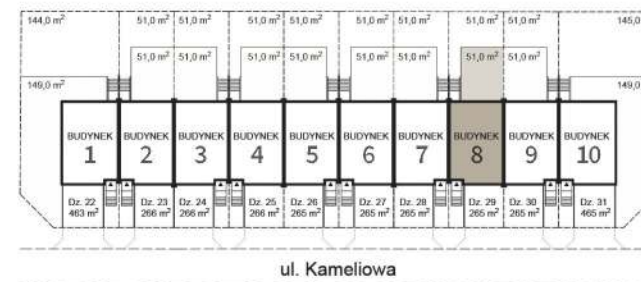 144,0 m² 51,0 m² 51,0 m² 51,0 m² 51,0 m² 51,0 m² 51,0 m² 51,0 m² 51,0 m² 145,0
149,0 m² 51,0 m² 51,0 m² 51,0 m² 51,0 m² 51,0 m² 51,0 m² 51,0 m² 51,0 m² 149,0
BUDYNEK BUDYNEK BUDYNEK BUDYNEK BUDYNEK BUDYNEK BUDYNEK BUDYNEK BUDYNEK BUDYNEK
1 2 3 4 5 6 7 8 9 10
Dz. 22 Dz. 23 Dz. 24 Dz. 25 Dz. 26 Dz. 27 Dz. 28 Dz. 29 Dz. 30 Dz. 31
463 m² 266 m² 266 m² 266 m² 265 m² 265 m² 265 m² 265 m² 265 m² 465 m²
ul. Kameliowa